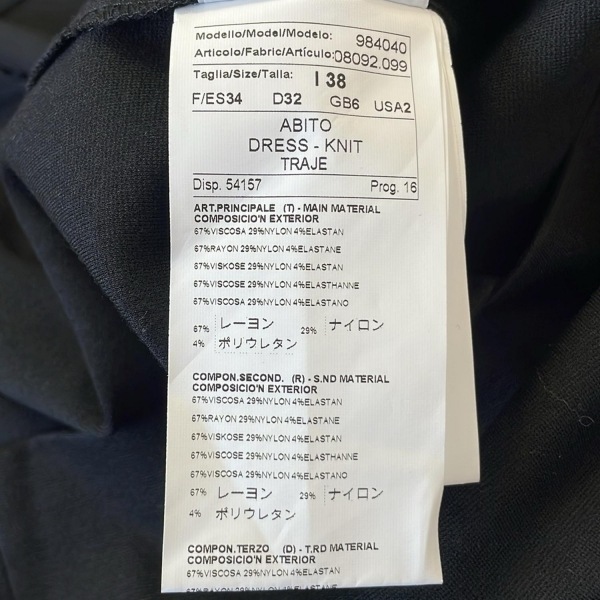 Modello/Model/Modelo: 984040
Articolo/Fabric/Artículo:08092.099
Taglia/Size/Talla: I 38
F/ES34 D32 GB6 USA2
ABITO
DRESS - KNIT
TRAJE
Disp. 54157 Prog. 16
ART.PRINCIPALE (T) - MAIN MATERIAL
COMPOSICIO'N EXTERIOR
67%VISCOSA 29%NYLON 4%ELASTAN
67%RAYON 29%NYLON 4%ELASTANE
67%VISKOSE 29%NYLON 4%ELASTAN
67%VISCOSE 29%NYLON 4%ELASTHANNE
67%VISCOSA 29%NYLON 4%ELASTANO
67% レーヨン 29% ナイロン
4% ポリウレタン
COMPON.SECOND. (R) - S.ND MATERIAL
COMPOSICIO'N EXTERIOR
67%VISCOSA 29%NYLON 4%ELASTAN
67%RAYON 29%NYLON 4%ELASTANE
67%VISKOSE 29%NYLON 4%ELASTAN
67%VISCOSE 29%NYLON 4%ELASTHANNE
67%VISCOSA 29%NYLON 4%ELASTANO
67% レーヨン 29% ナイロン
4% ポリウレタン
COMPON.TERZO (D) - T.RD MATERIAL
COMPOSICIO'N EXTERIOR
67%VISCOSA 29%NYLON 4%ELASTAN
67%RAYON 29%NYLON 4%ELASTANE